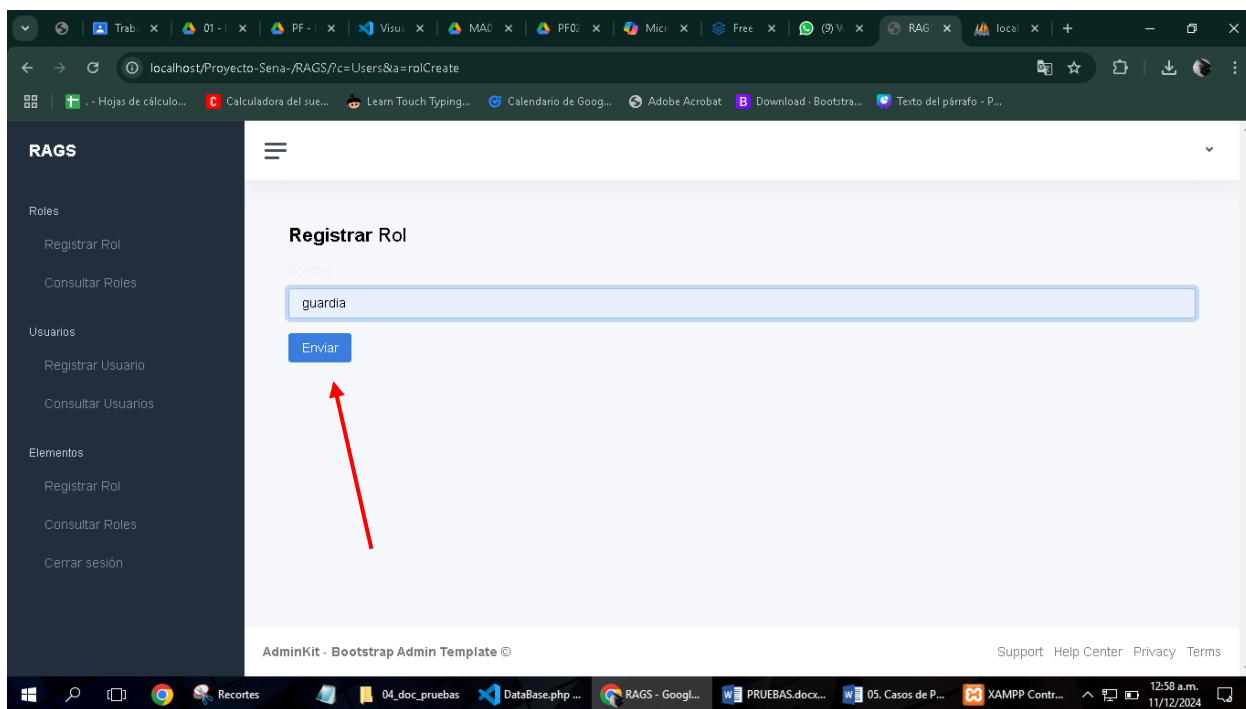 Trab
01 - I
PF - I
Visu:
MA0
PF02
Micr
Free
(9) W
RAG
local
localhost/Proyecto-Sena-/RAGS/?c=Users&a=rolCreate
. - Hojas de cálculo...
Calculadora del sue...
Learn Touch Typing...
Calendario de Goog...
Adobe Acrobat
Download · Bootstra...
Texto del párrafo - P...
RAGS
Roles
Registrar Rol
Consultar Roles
Usuarios
Registrar Usuario
Consultar Usuarios
Elementos
Registrar Rol
Consultar Roles
Cerrar sesión
Registrar Rol
Nombre
guardia
Enviar
AdminKit - Bootstrap Admin Template ©
Support Help Center Privacy Terms
Recortes
04_doc_pruebas
DataBase.php ...
RAGS - Googl...
PRUEBAS.docx...
05. Casos de P...
XAMPP Contr...
12:58 a.m.
11/12/2024